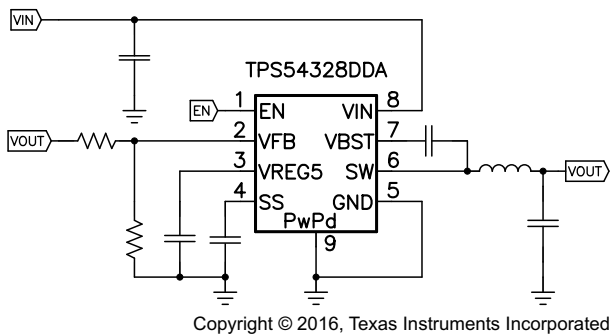 VIN
TPS54328DDA
EN
1 EN VIN 8
VOUT
2 VFB VBST 7
3 VREG5 SW 6
VOUT
4 SS GND 5
PwPd
9
Copyright © 2016, Texas Instruments Incorporated